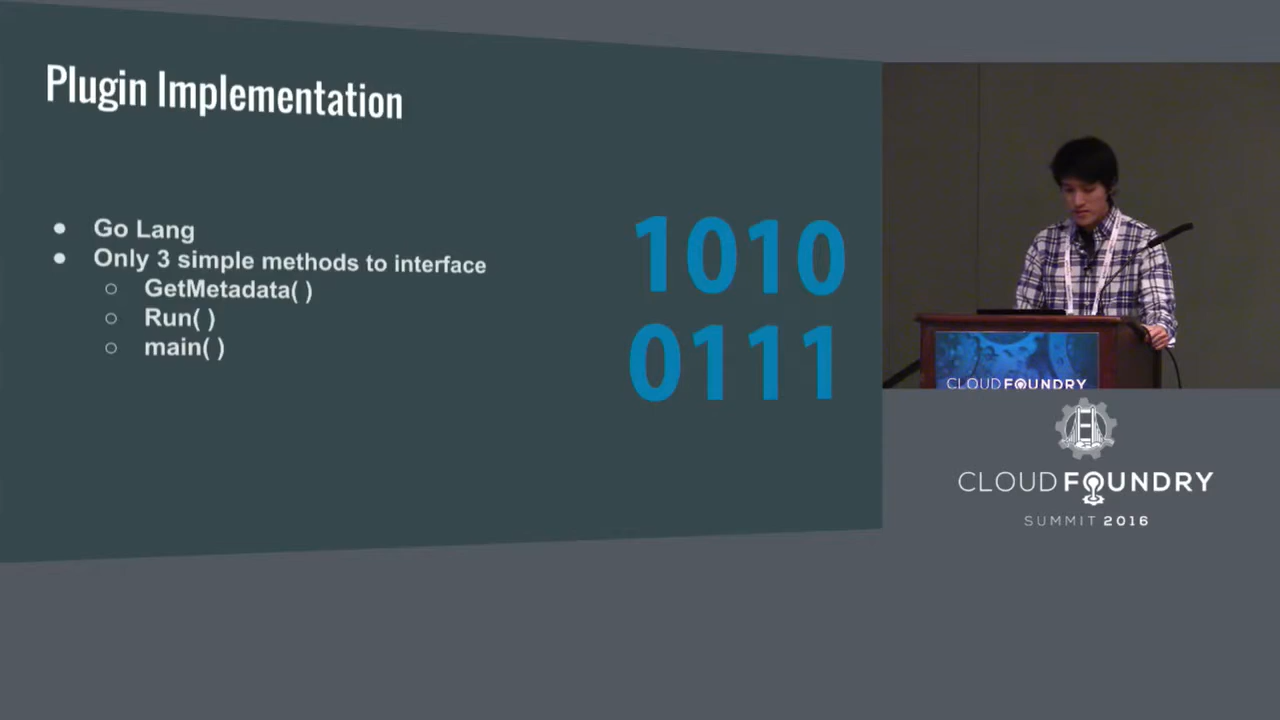 Plugin Implementation
● Go Lang
● Only 3 simple methods to interface
○ GetMetadata( )
○ Run( )
○ main( )
1010
0111
CLOUD FOUNDRY
CLOUD FOUNDRY
SUMMIT 2016